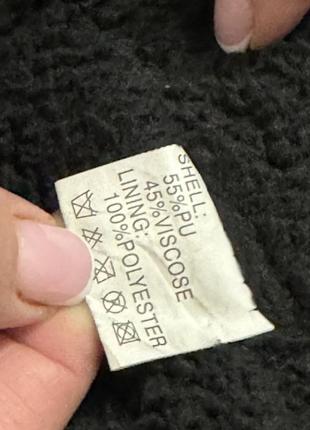 SHELL:
55%PU
45%VISCOSE
LINING:
100%POLYESTER